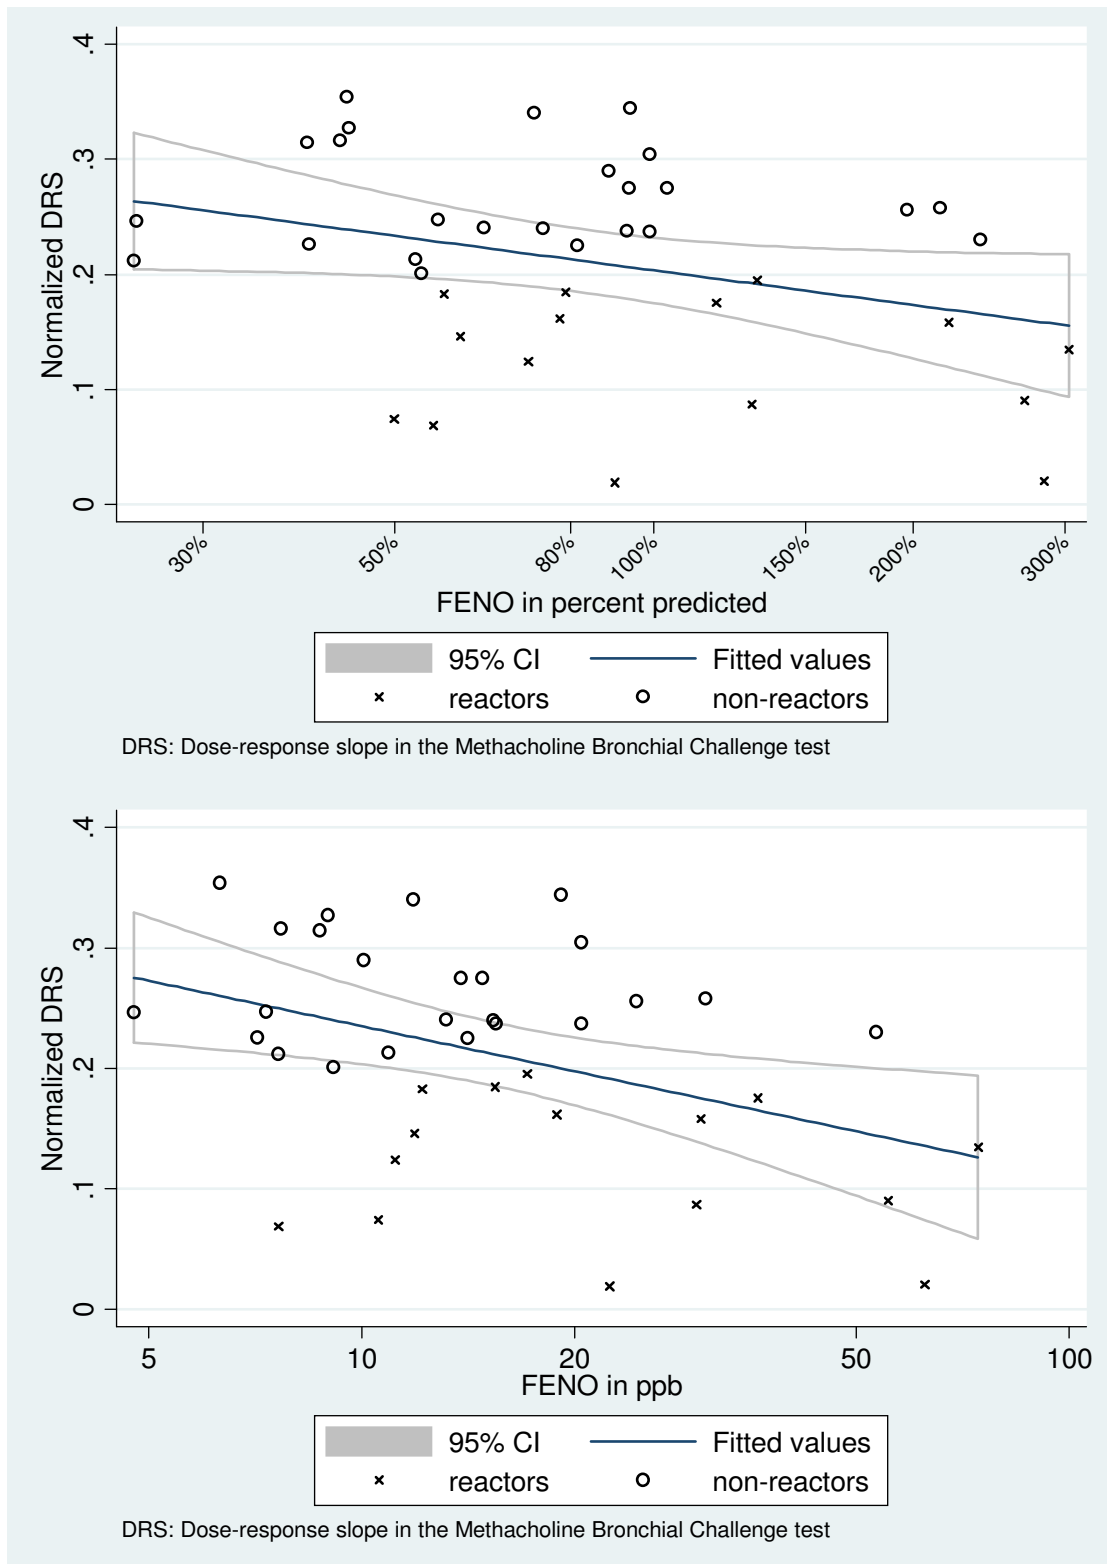 .4
.3
.2
.1
0
Normalized DRS
30%
50%
80%
100%
150%
200%
300%
FENO in percent predicted
95% CI
Fitted values
reactors
non-reactors
DRS: Dose-response slope in the Methacholine Bronchial Challenge test
.4
.3
.2
.1
0
Normalized DRS
5
10
20
50
100
FENO in ppb
95% CI
Fitted values
reactors
non-reactors
DRS: Dose-response slope in the Methacholine Bronchial Challenge test